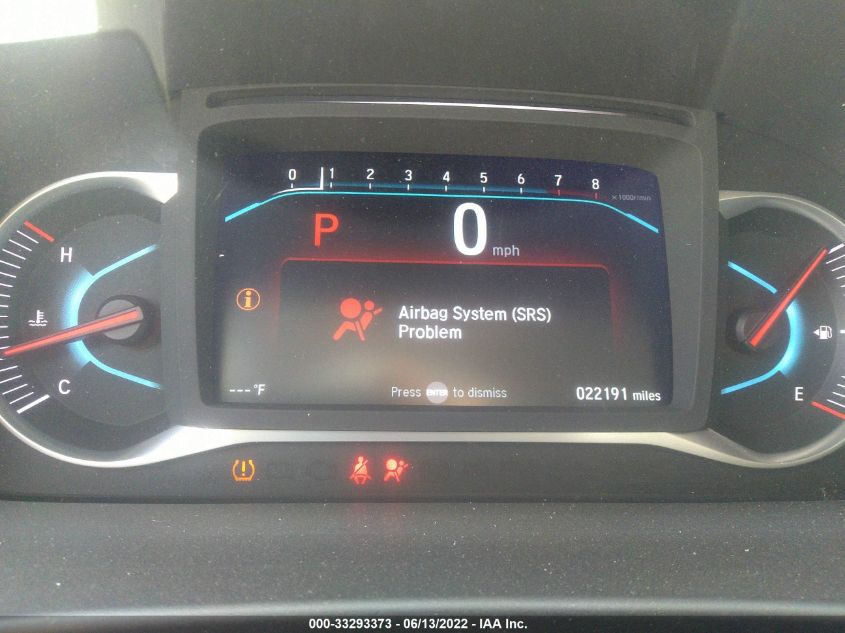 0 1 2 3 4 5 6 7 8
x 1000r/min
P 0 mph
H
i
Airbag System (SRS)
Problem
C
E
---°F
Press ENTER to dismiss
022191 miles
000-33293373 - 06/13/2022 - IAA Inc.